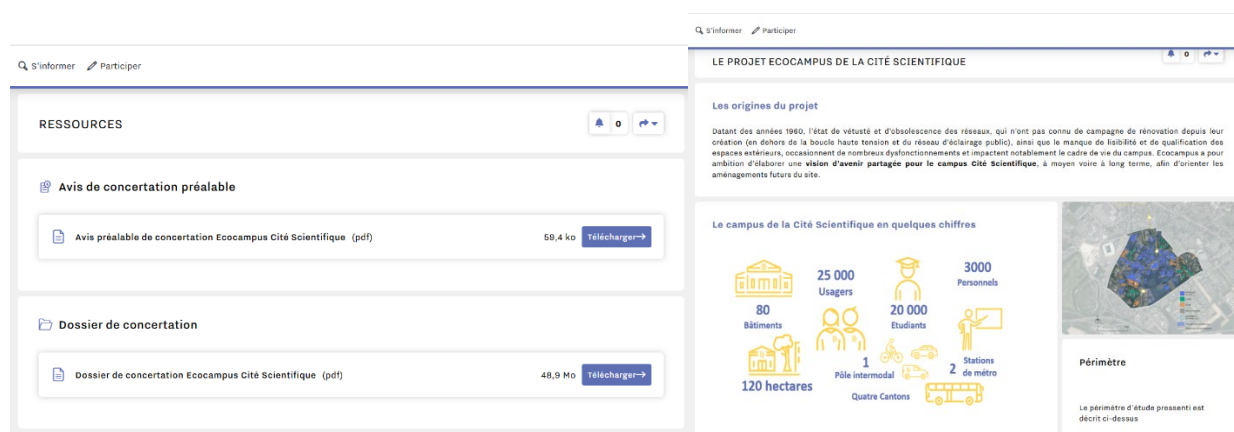 S'informer Participer
RESSOURCES 0
Avis de concertation préalable
Avis préalable de concertation Ecocampus Cité Scientifique (pdf) 59,4 ko Télécharger→
Dossier de concertation
Dossier de concertation Ecocampus Cité Scientifique (pdf) 48,9 Mo Télécharger→
S'informer Participer
LE PROJET ECOCAMPUS DE LA CITÉ SCIENTIFIQUE 0
Les origines du projet
Datant des années 1960, l'état de vétusté et d'obsolescence des réseaux, qui n'ont pas connu de campagne de rénovation depuis leur
création (en dehors de la boucle haute tension et du réseau d'éclairage public), ainsi que le manque de lisibilité et de qualification des
espaces extérieurs, occasionnent de nombreux dysfonctionnements et impactent notablement le cadre de vie du campus. Ecocampus a pour
ambition d'élaborer une vision d'avenir partagée pour le campus Cité Scientifique, à moyen voire à long terme, afin d'orienter les
aménagements futurs du site.
Le campus de la Cité Scientifique en quelques chiffres
80
Bâtiments
25 000
Usagers
20 000
Etudiants
3000
Personnels
120 hectares
1
Pôle intermodal
Quatre Cantons
2 Stations
de métro
Périmètre
Le périmètre d'étude pressenti est
décrit ci-dessus